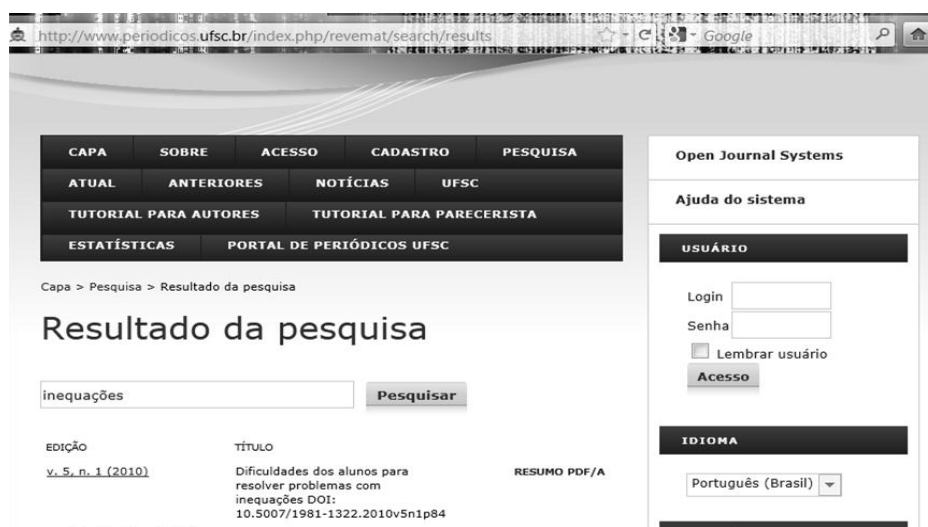 http://www.periodicos.ufsc.br/index.php/revemat/search/results Google
CAPA SOBRE ACESSO CADASTRO PESQUISA
ATUAL ANTERIORES NOTÍCIAS UFSC
TUTORIAL PARA AUTORES TUTORIAL PARA PARECERISTA
ESTATÍSTICAS PORTAL DE PERIÓDICOS UFSC
Capa > Pesquisa > Resultado da pesquisa
Resultado da pesquisa
inequações Pesquisar
EDIÇÃO TÍTULO
v. 5, n. 1 (2010) Dificuldades dos alunos para RESUMO PDF/A
resolver problemas com
inequações DOI:
10.5007/1981-1322.2010v5n1p84
Open Journal Systems
Ajuda do sistema
USUÁRIO
Login
Senha
Lembrar usuário
Acesso
IDIOMA
Português (Brasil)